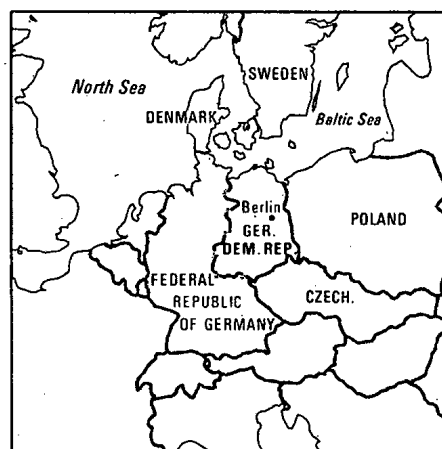 SWEDEN
North Sea
DENMARK
Baltic Sea
Berlin
GER.
DEM. REP.
POLAND
FEDERAL
REPUBLIC
OF GERMANY
CZECH.